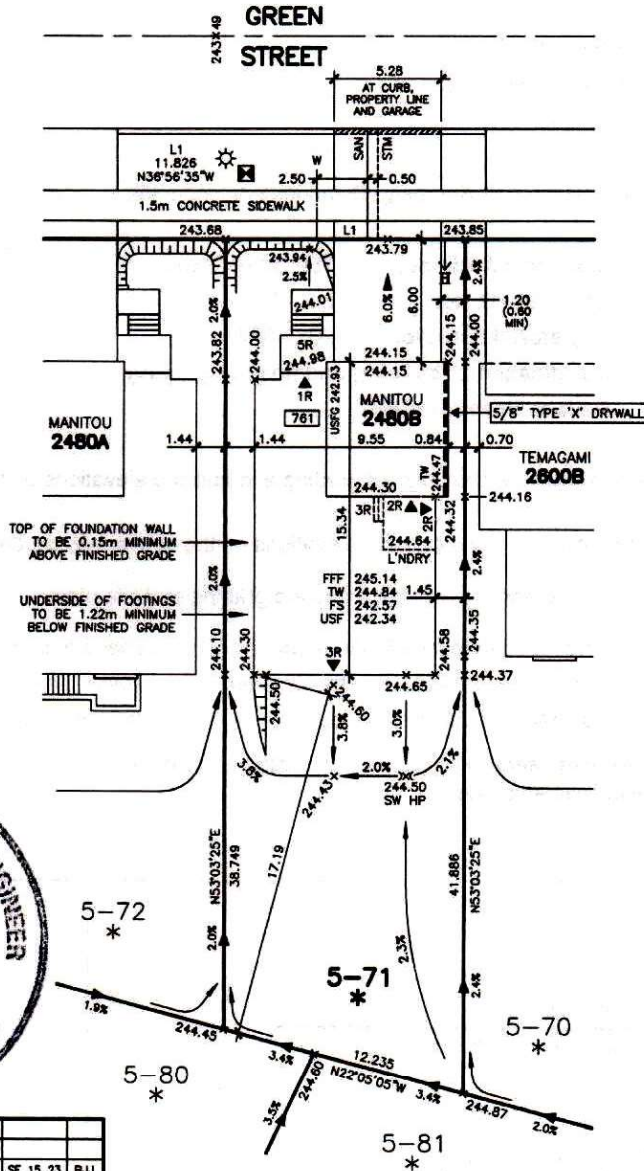 GREEN
STREET
243.49
5.28
AT CURB,
PROPERTY LINE
AND GARAGE
L1
11.826
N36°56'35"W
W
SAN
STM
2.50
0.50
1.5m CONCRETE SIDEWALK
243.68
L1
243.85
243.94
243.79
2.5%
2.4%
2.0%
244.01
6.0%
6.00
1.20
(0.60
MIN)
243.82
244.00
5R
244.98
244.15
244.00
244.15
244.15
1R
761
USFG 242.93
MANITOU
2480A
MANITOU
2480B
5/8" TYPE 'X' DRYWALL
1.44
1.44
9.55
0.84
0.70
TEMAGAMI
2600B
TW
244.47
244.30
244.16
3R
2R
2R
244.32
15.34
244.64
L'NDRY
TOP OF FOUNDATION WALL
TO BE 0.15m MINIMUM
ABOVE FINISHED GRADE
2.0%
2.4%
FFF 245.14
TW 244.84
FS 242.57
USF 242.34
1.45
UNDERSIDE OF FOOTINGS
TO BE 1.22m MINIMUM
BELOW FINISHED GRADE
244.10
244.30
3R
244.58
244.35
244.37
244.50
244.60
244.65
3.8%
3.0%
3.8%
2.0%
2.1%
244.43
244.50
SW HP
N53°03'25"E
38.749
17.19
41.886
N53°03'25"E
5-72
2.0%
2.3%
5-71
2.4%
ENGINEER
1.9%
244.45
5-70
3.4%
12.235
N22°05'05"W
5-80
244.60
3.4%
244.87
3.5%
2.0%
5-81
SE 15 23